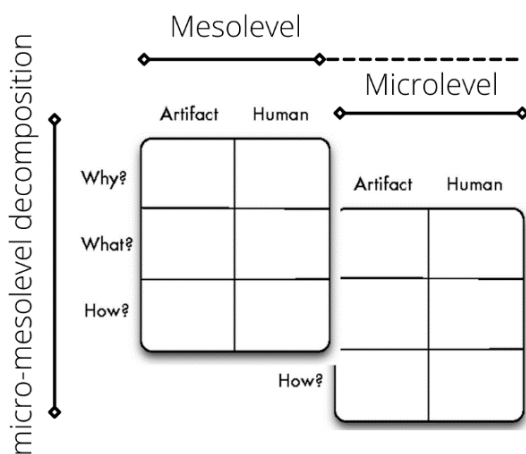 Mesolevel
Microlevel
micro-mesolevel decomposition
Artifact Human
Why?
What?
How?
Artifact Human
How?